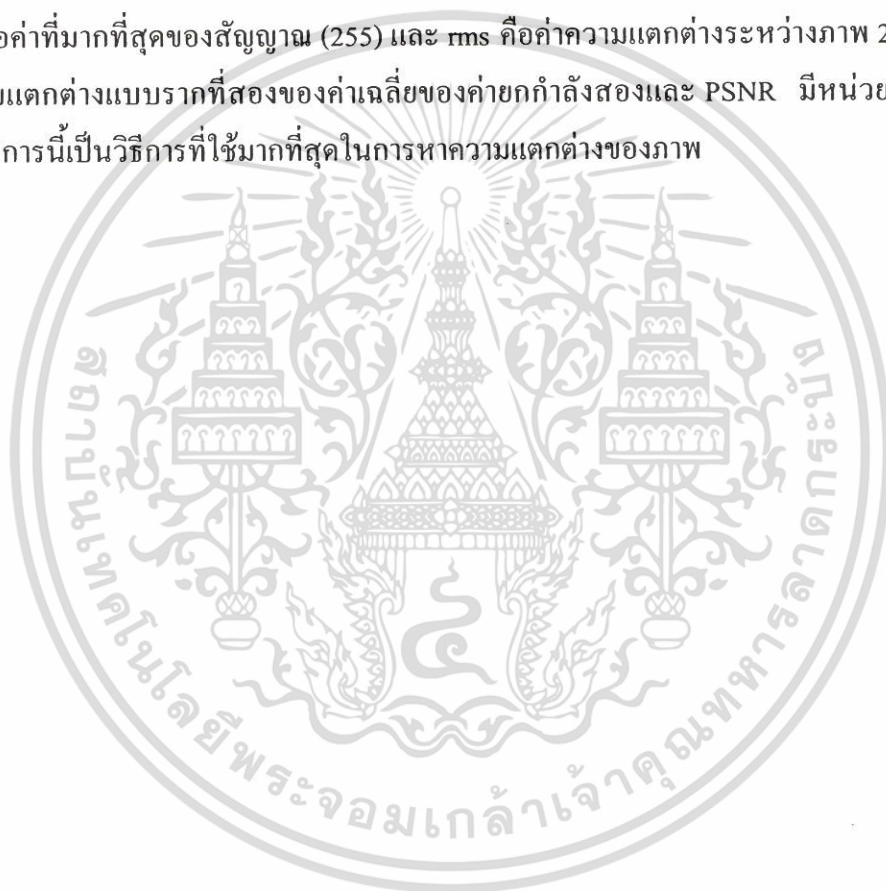 อค่าที่มากที่สุดของสัญญาณ (255) และ rms คือค่าความแตกต่างระหว่างภาพ 2
มแตกต่างแบบรากที่สองของค่าเฉลี่ยของค่ายกกำลังสองและ PSNR มีหน่วย
การนี้เป็นวิธีการที่ใช้มากที่สุดในการหาความแตกต่างของภาพ
สถาบันเทคโนโลยีพระจอมเกล้าเจ้าคุณทหารลาดกระบัง